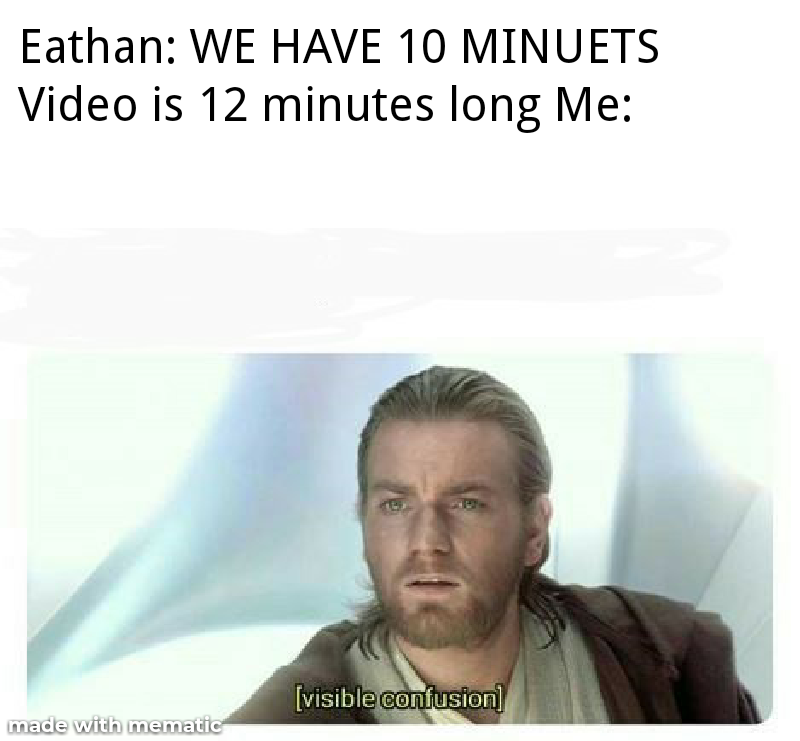 Eathan: WE HAVE 10 MINUETS
Video is 12 minutes long Me:
[visible confusion]
made with mematic